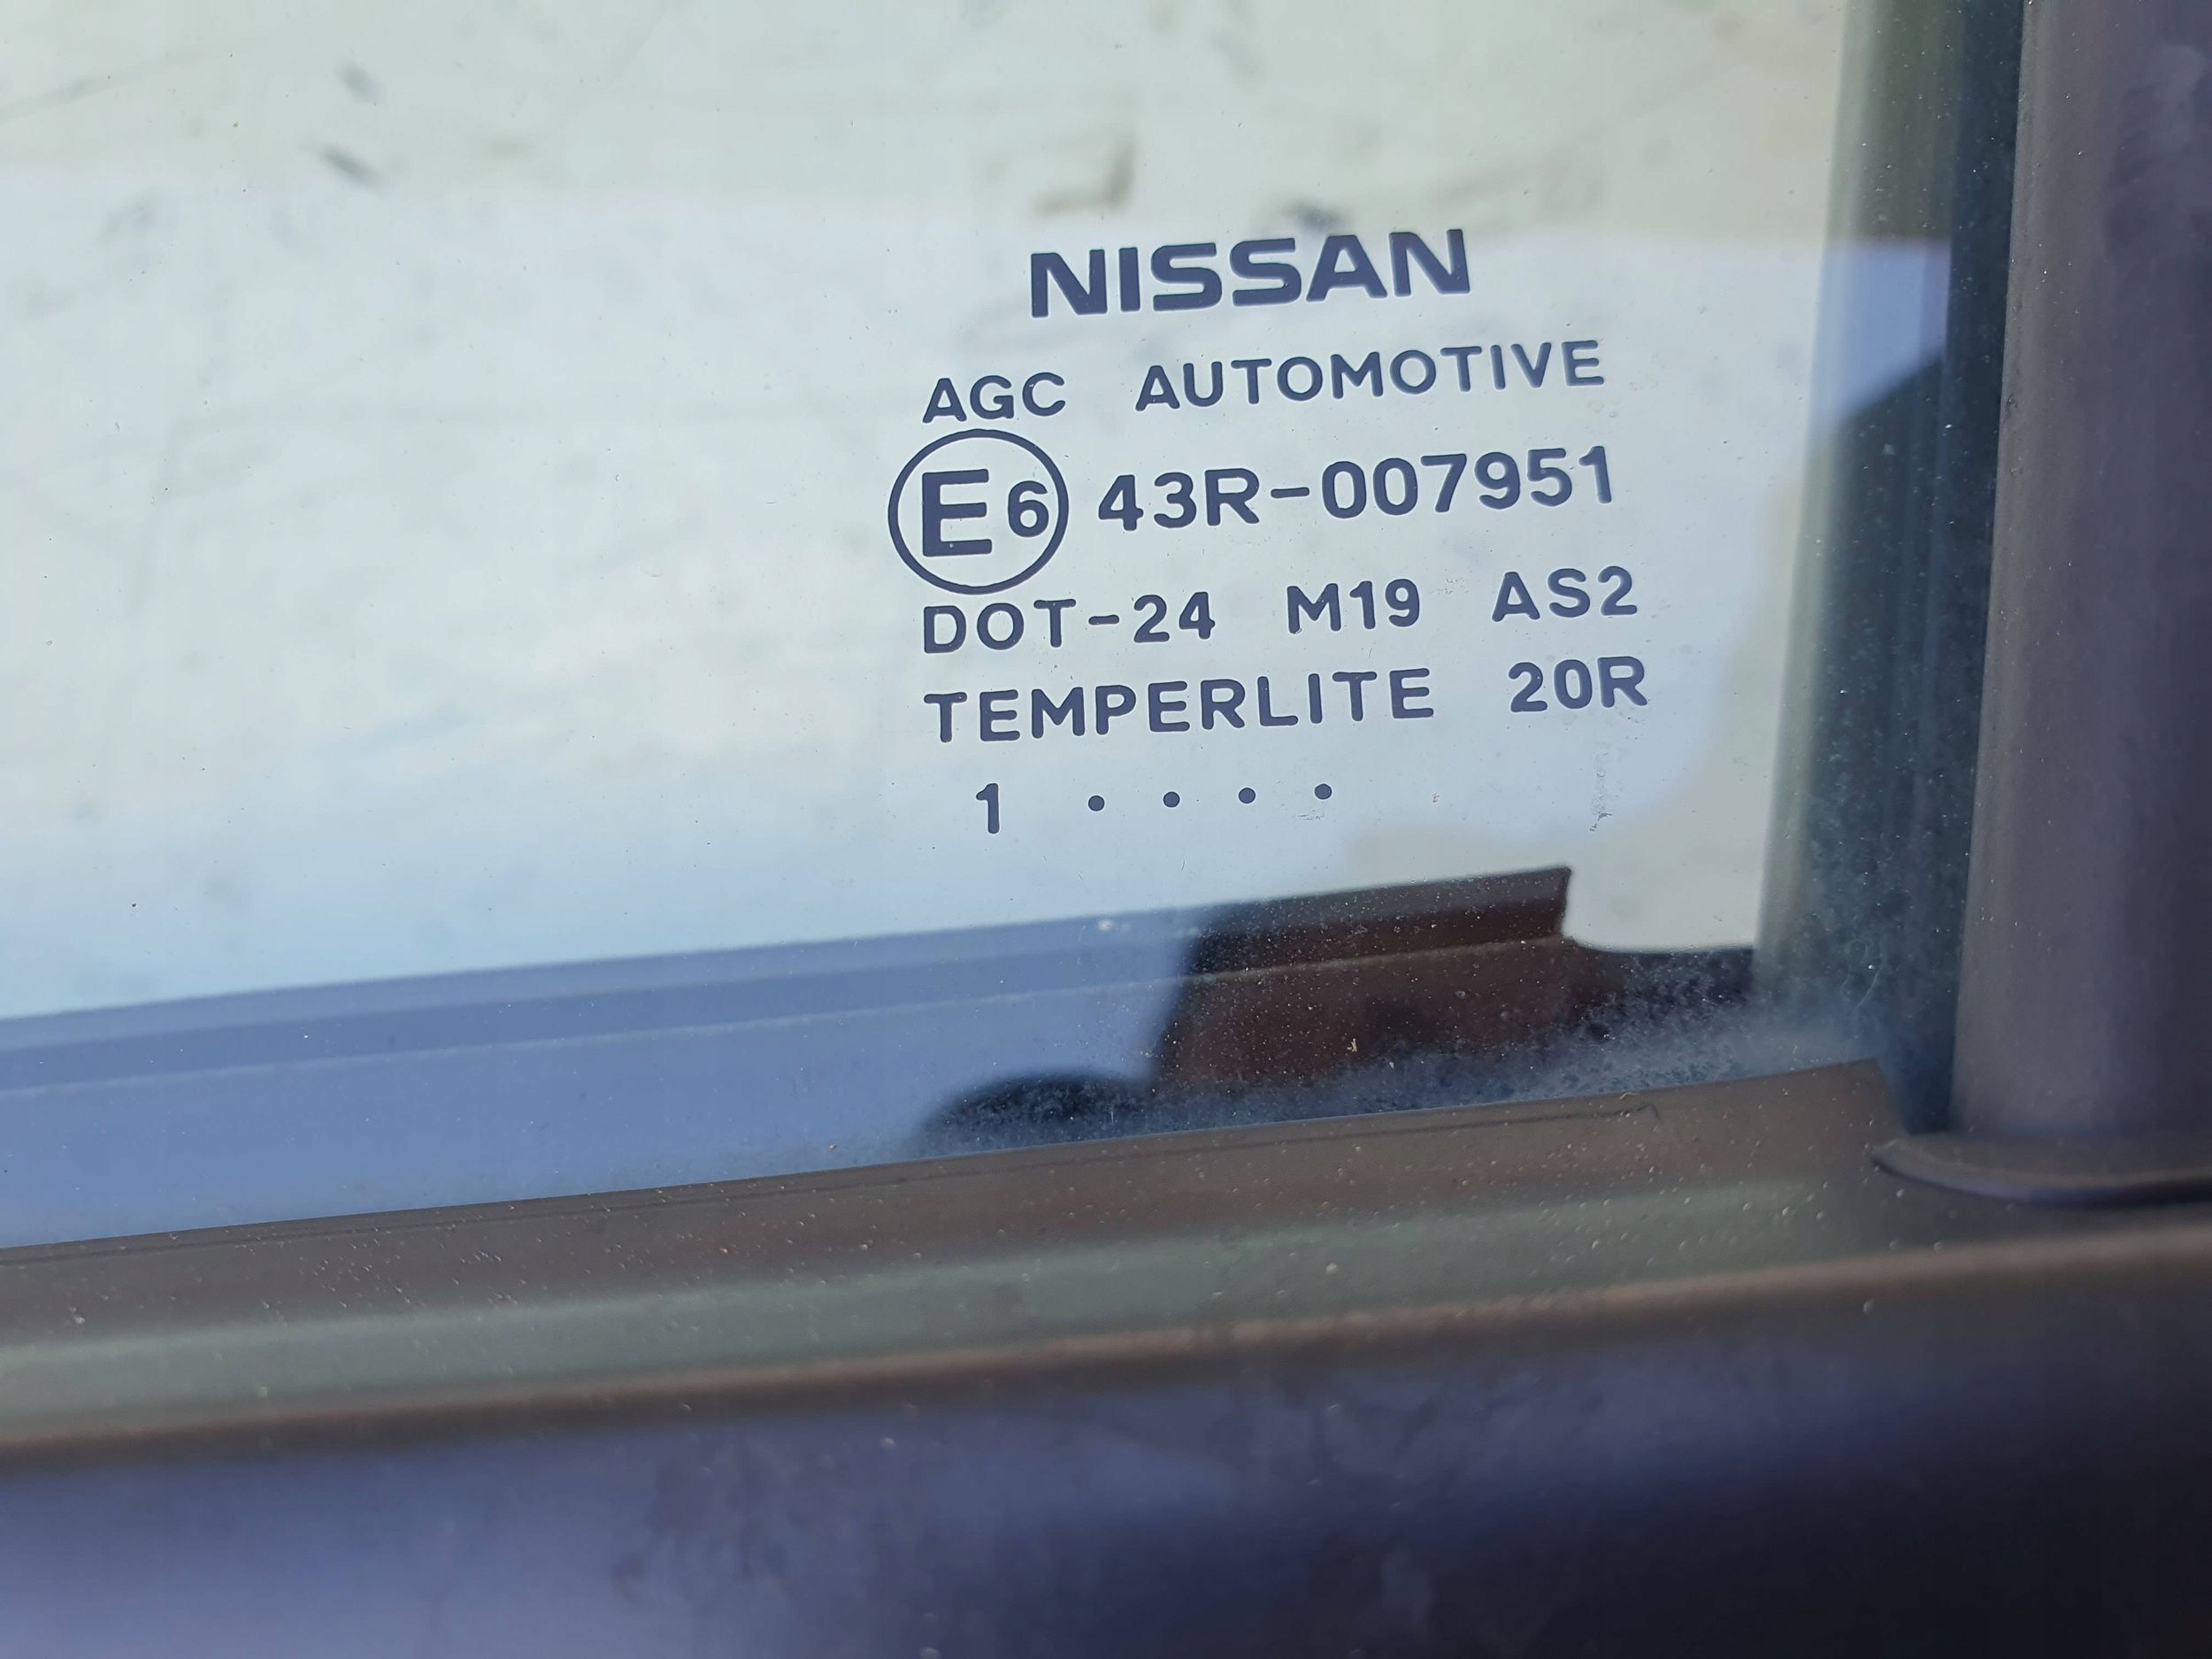 NISSAN
AGC AUTOMOTIVE
E6 43R-007951
DOT-24 M19 AS2
TEMPERLITE 20R
1 • • • •